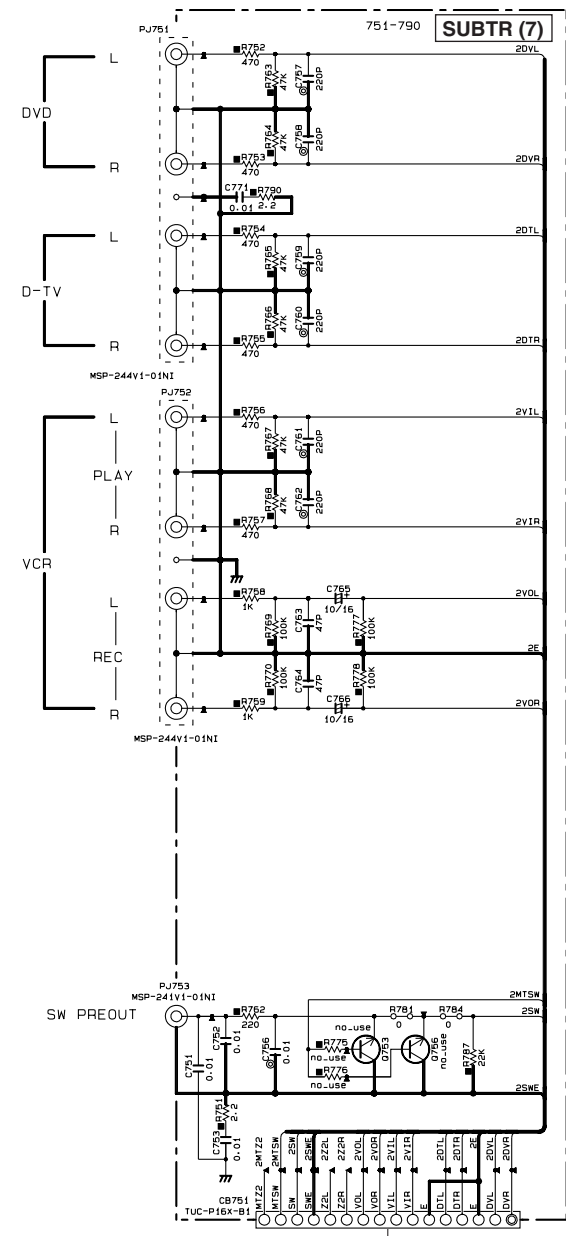 751-790 SUBTR (7)
PJ751
L R752 470 2DVL
R763 47K C757 220P
DVD
R764 47K C758 220P
R R753 470 2DVR
C771 0.01 R790 2.2
L R754 470 2DTL
R765 47K C759 220P
D-TV
R766 47K C760 220P
R R755 470 2DTR
MSP-244V1-01NI
PJ752
L R756 470 2VIL
R767 47K C761 220P
PLAY
R768 47K C762 220P
R R757 470 2VIR
VCR
L R758 1K C765 10/16 2VOL
R769 100K C763 47P R777 100K
REC 2E
R770 100K C764 47P R778 100K
R R759 1K C766 10/16 2VOR
MSP-244V1-01NI
PJ753
MSP-241V1-01NI
2MTSW
SW PREOUT R762 220 R781 0 R784 0 2SW
C751 0.01 C752 0.01 C756 0.01
no_use R775 no_use Q753 Q756 no_use R787 22K
R776 no_use
2SWE
R751 2.2
C753 0.01
2MTZ2 2MTSW 2SW 2SWE 2Z2L 2Z2R 2VOL 2VOR 2VIL 2VIR 2DTL 2DTR 2E 2DVL 2DVR
MTZ2 MTSW SW SWE Z2L Z2R VOL VOR VIL VIR E DTL DTR E DVL DVR
CB751
TUC-P16X-B1